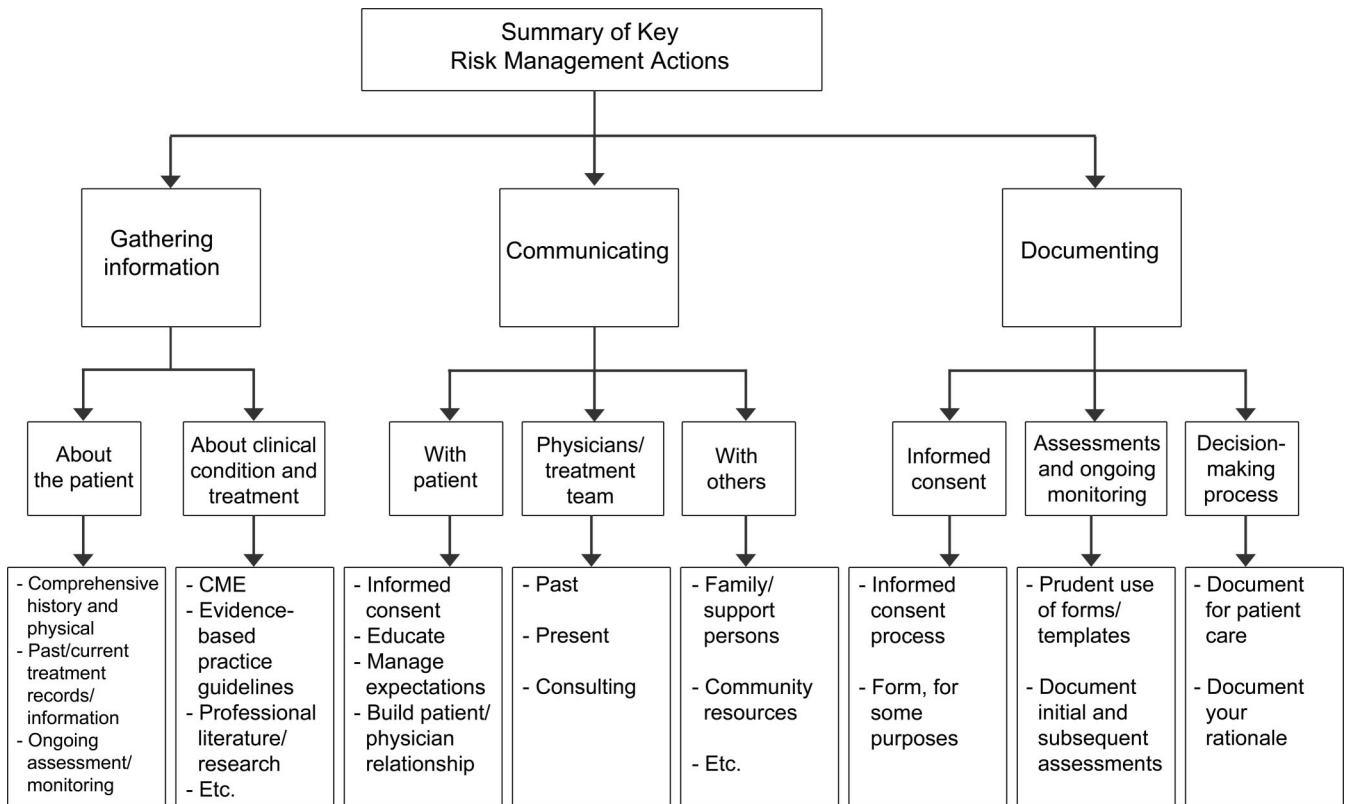 Summary of Key
Risk Management Actions
Gathering
information
Communicating
Documenting
About
the patient
About clinical
condition and
treatment
With
patient
Physicians/
treatment
team
With
others
Informed
consent
Assessments
and ongoing
monitoring
Decision-
making
process
- Comprehensive
history and
physical
- Past/current
treatment
records/
information
- Ongoing
assessment/
monitoring
- CME
- Evidence-
based
practice
guidelines
- Professional
literature/
research
- Etc.
- Informed
consent
- Educate
- Manage
expectations
- Build patient/
physician
relationship
- Past
- Present
- Consulting
- Family/
support
persons
- Community
resources
- Etc.
- Informed
consent
process
- Form, for
some
purposes
- Prudent use
of forms/
templates
- Document
initial and
subsequent
assessments
- Document
for patient
care
- Document
your
rationale